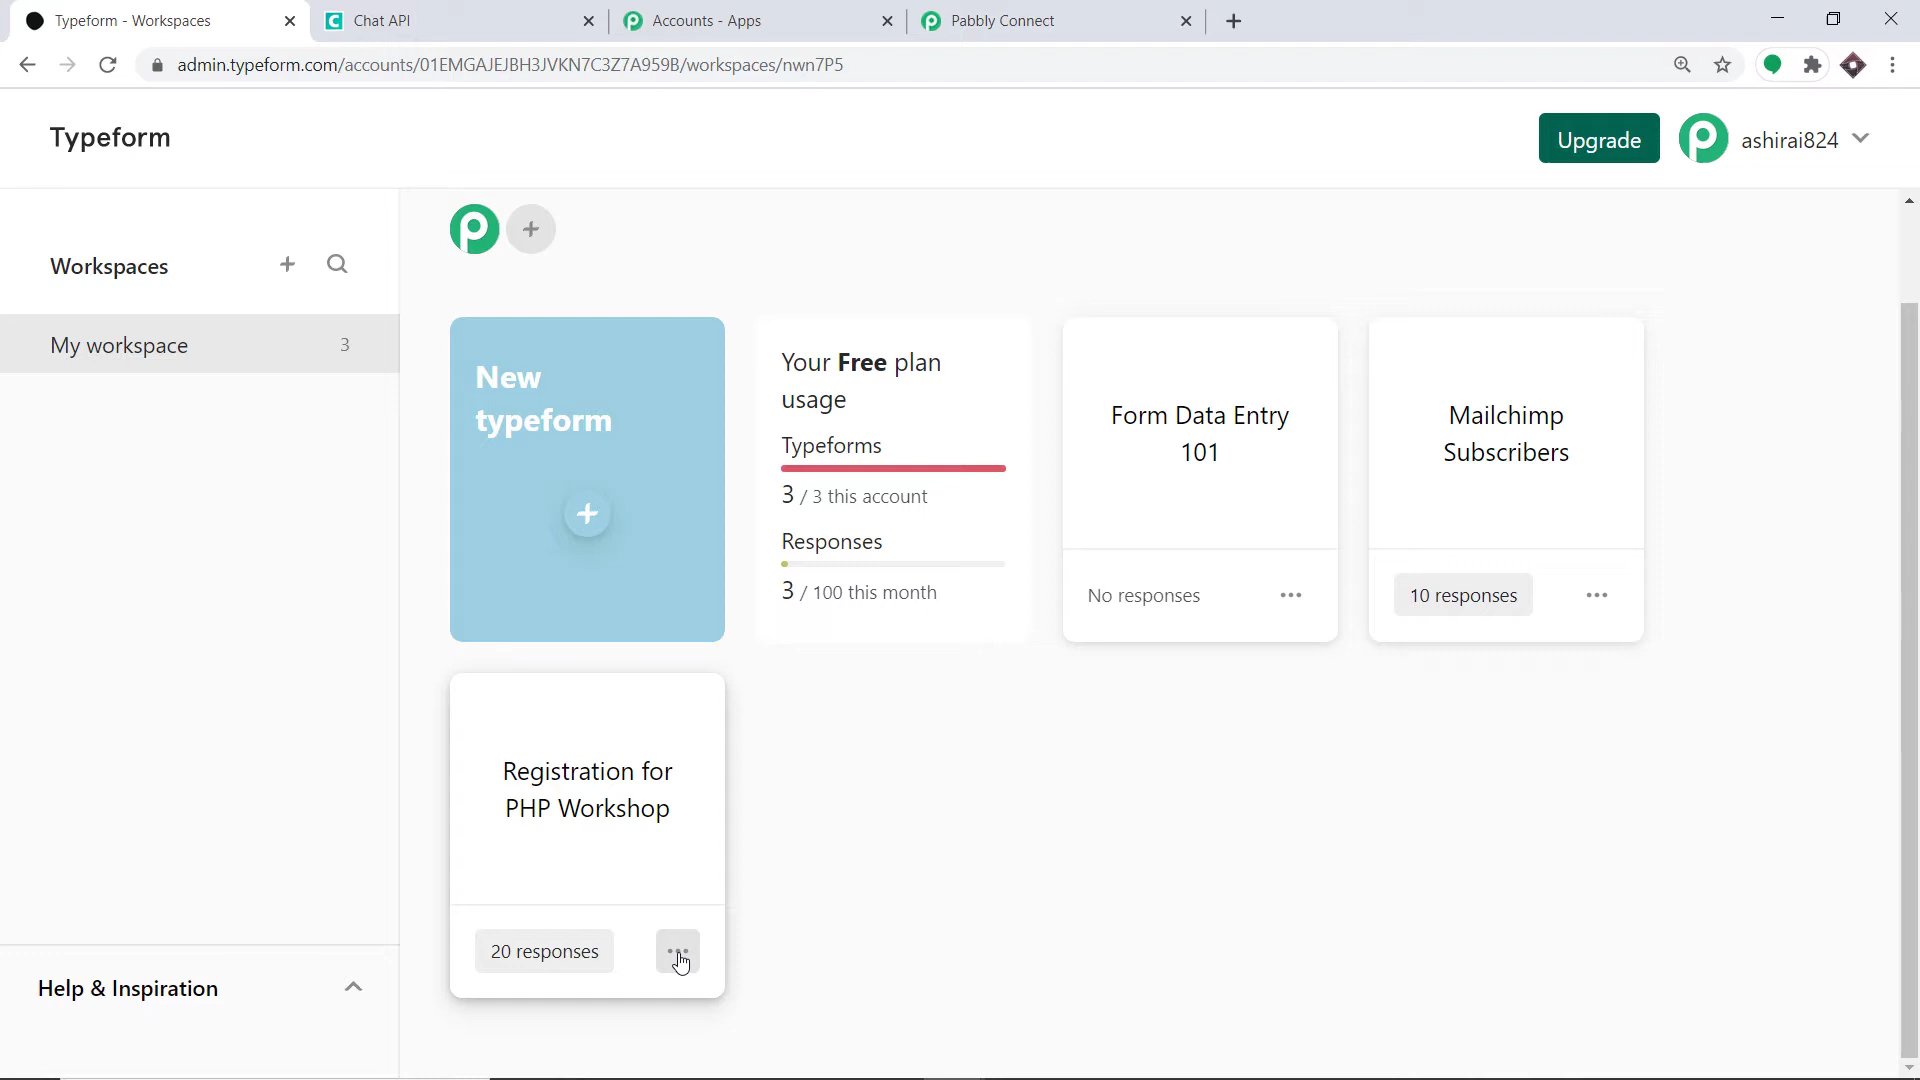 Typeform - Workspaces
Chat API
Accounts - Apps
Pabbly Connect
admin.typeform.com/accounts/01EMGAJEJBH3JVKN7C3Z7A959B/workspaces/nwn7P5
Typeform
Upgrade
ashirai824
Workspaces
My workspace 3
New
typeform
Your Free plan
usage
Typeforms
3 / 3 this account
Responses
3 / 100 this month
Form Data Entry
101
No responses
Mailchimp
Subscribers
10 responses
Registration for
PHP Workshop
20 responses
Help & Inspiration